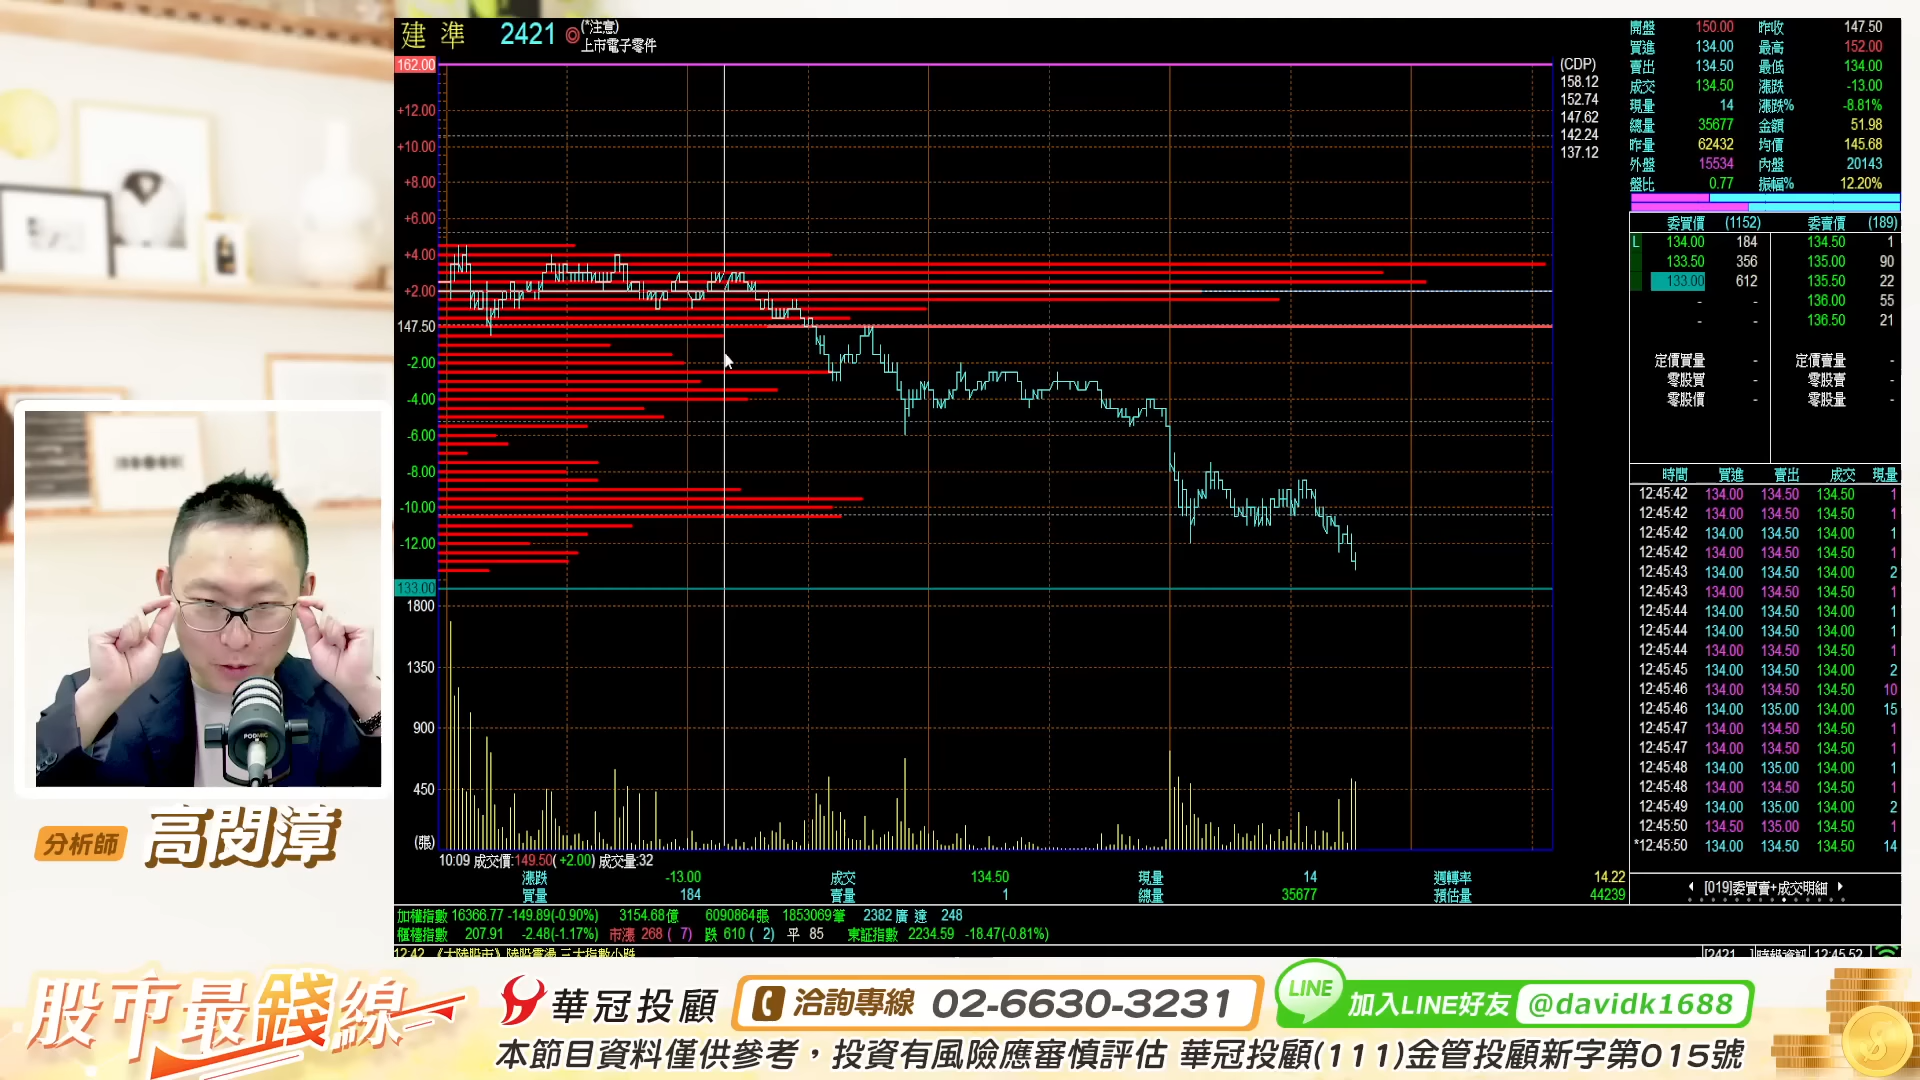 建 準 2421 ◎(*注意)
上市電子零件
162.00
+12.00
+10.00
+8.00
+6.00
+4.00
+2.00
147.50
-2.00
-4.00
-6.00
-8.00
-10.00
-12.00
133.00
1800
1350
900
450
(張)
(CDP)
158.12
152.74
147.62
142.24
137.12
開盤 150.00 昨收 147.50
買進 134.00 最高 152.00
賣出 134.50 最低 134.00
成交 134.50 漲跌 -13.00
現量 14 漲跌% -8.81%
總量 35677 金額 51.98
昨量 62432 均價 145.68
外盤 15534 內盤 20143
盤比 0.77 振幅% 12.20%
委買價 (1152) 委賣價 (189)
L 134.00 184 134.50 1
133.50 356 135.00 90
133.00 612 135.50 22
- - 136.00 55
- - 136.50 21
定價買量 - 定價賣量 -
零股買 - 零股賣 -
零股價 - 零股量 -
時間 買進 賣出 成交 現量
12:45:42 134.00 134.50 134.50 1
12:45:42 134.00 134.50 134.50 1
12:45:42 134.00 134.50 134.00 1
12:45:42 134.00 134.50 134.50 1
12:45:43 134.00 134.50 134.00 2
12:45:43 134.00 134.50 134.50 1
12:45:44 134.00 134.50 134.00 1
12:45:44 134.00 134.50 134.00 1
12:45:44 134.00 134.50 134.50 1
12:45:45 134.00 134.50 134.00 2
12:45:46 134.00 134.50 134.50 10
12:45:46 134.00 135.00 134.00 15
12:45:47 134.00 134.50 134.50 1
12:45:47 134.00 134.50 134.50 1
12:45:48 134.00 135.00 134.00 1
12:45:48 134.00 134.50 134.50 1
12:45:49 134.00 135.00 134.00 2
12:45:50 134.50 135.00 134.50 1
*12:45:50 134.00 134.50 134.50 14
[019]委買賣+成交明細
10:09 成交價:149.50(+2.00) 成交量:32
漲跌 -13.00 成交 134.50 現量 14 週轉率 14.22
買量 184 賣量 1 總量 35677 預估量 44239
加權指數 16366.77 -149.89(-0.90%) 3154.68億 6090864張 1853069筆 2382 廣 達 248
櫃檯指數 207.91 -2.48(-1.17%) 市漲 268 ( 7) 跌 610 ( 2) 平 85 東証指數 2234.59 -18.47(-0.81%)
12:42 《大陸股市》陸股震盪 三大指數小跌
[2421 ]時報資訊 12:45:52
PODMIC
分析師 高閔漳
股市最錢線
華冠投顧 洽詢專線 02-6630-3231
LINE 加入LINE好友 @davidk1688
本節目資料僅供參考，投資有風險應審慎評估 華冠投顧(111)金管投顧新字第015號